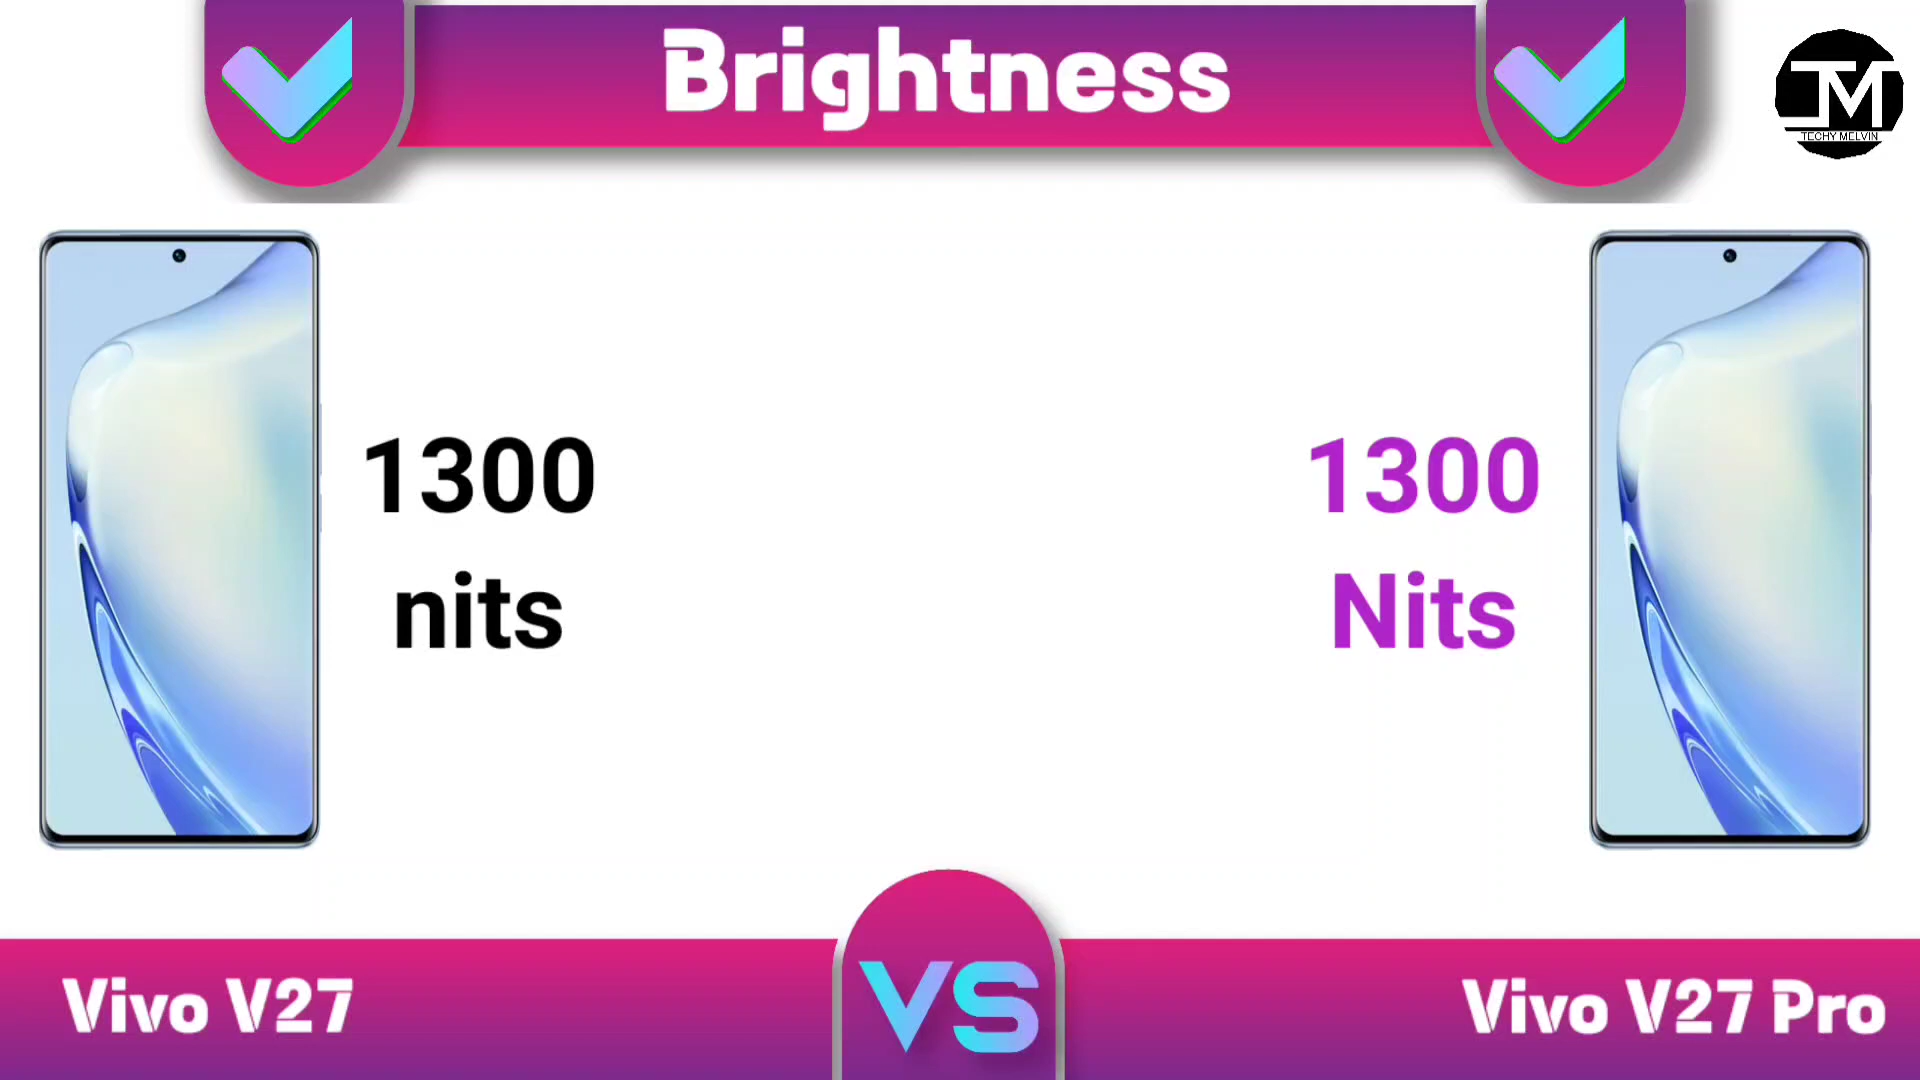 Brightness
TM
TECHY MELVIN
1300
nits
1300
Nits
Vivo V27
VS
Vivo V27 Pro